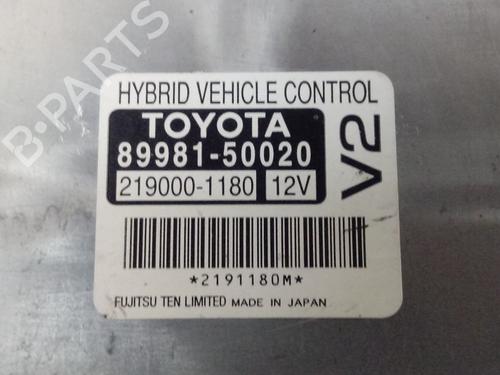 B-PARTS
HYBRID VEHICLE CONTROL
TOYOTA
89981-50020
219000-1180 12V
V2
*2191180M*
FUJITSU TEN LIMITED MADE IN JAPAN